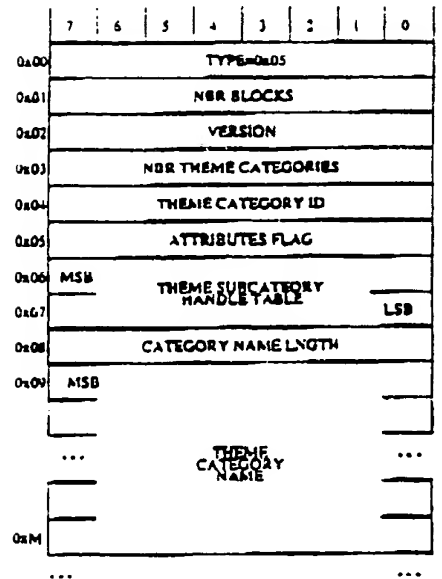 7 6 5 4 3 2 1 0
0x00 TYPE=0x05
0x01 NBR BLOCKS
0x02 VERSION
0x03 NBR THEME CATEGORIES
0x04 THEME CATEGORY ID
0x05 ATTRIBUTES FLAG
0x06 MSB
THEME SUBCATEGORY
HANDLE TABLE
0x07 LSB
0x08 CATEGORY NAME LNGTH
0x09 MSB
... THEME ...
CATEGORY
NAME
0xM
... ...